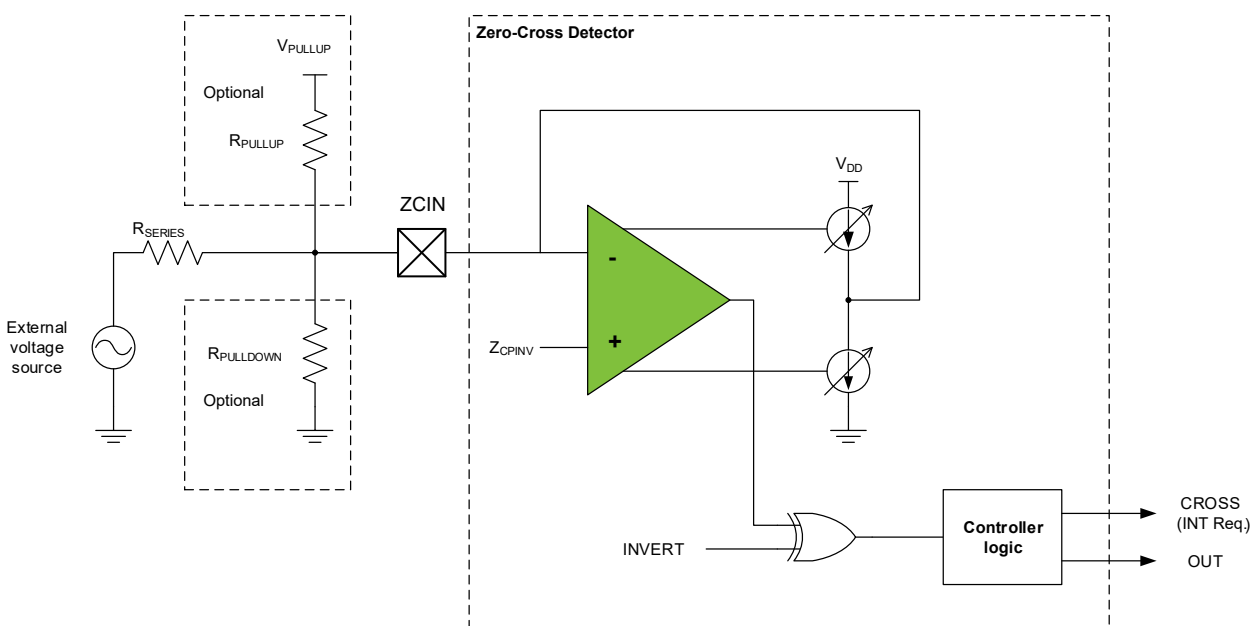 Zero-Cross Detector
VPULLUP
Optional
RPULLUP
ZCIN
VDD
RSERIES
-
External
voltage
source
RPULLDOWN
Optional
ZCPINV
+
INVERT
Controller
logic
CROSS
(INT Req.)
OUT